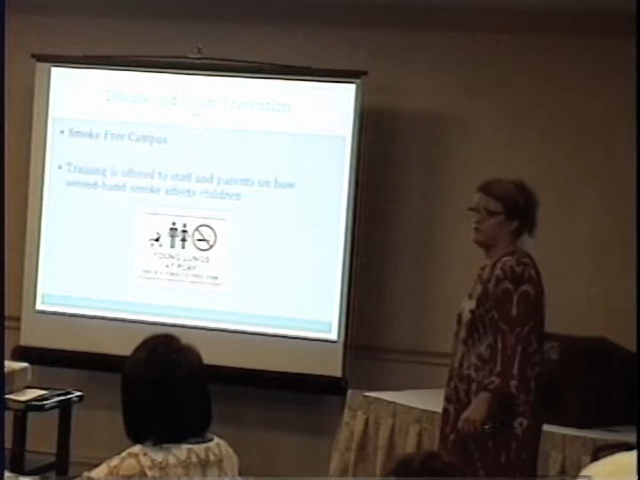 Disease and Injury Prevention
• Smoke Free Campus
• Training is offered to staff and parents on how
second-hand smoke affects children
YOUNG LUNGS
AT PLAY